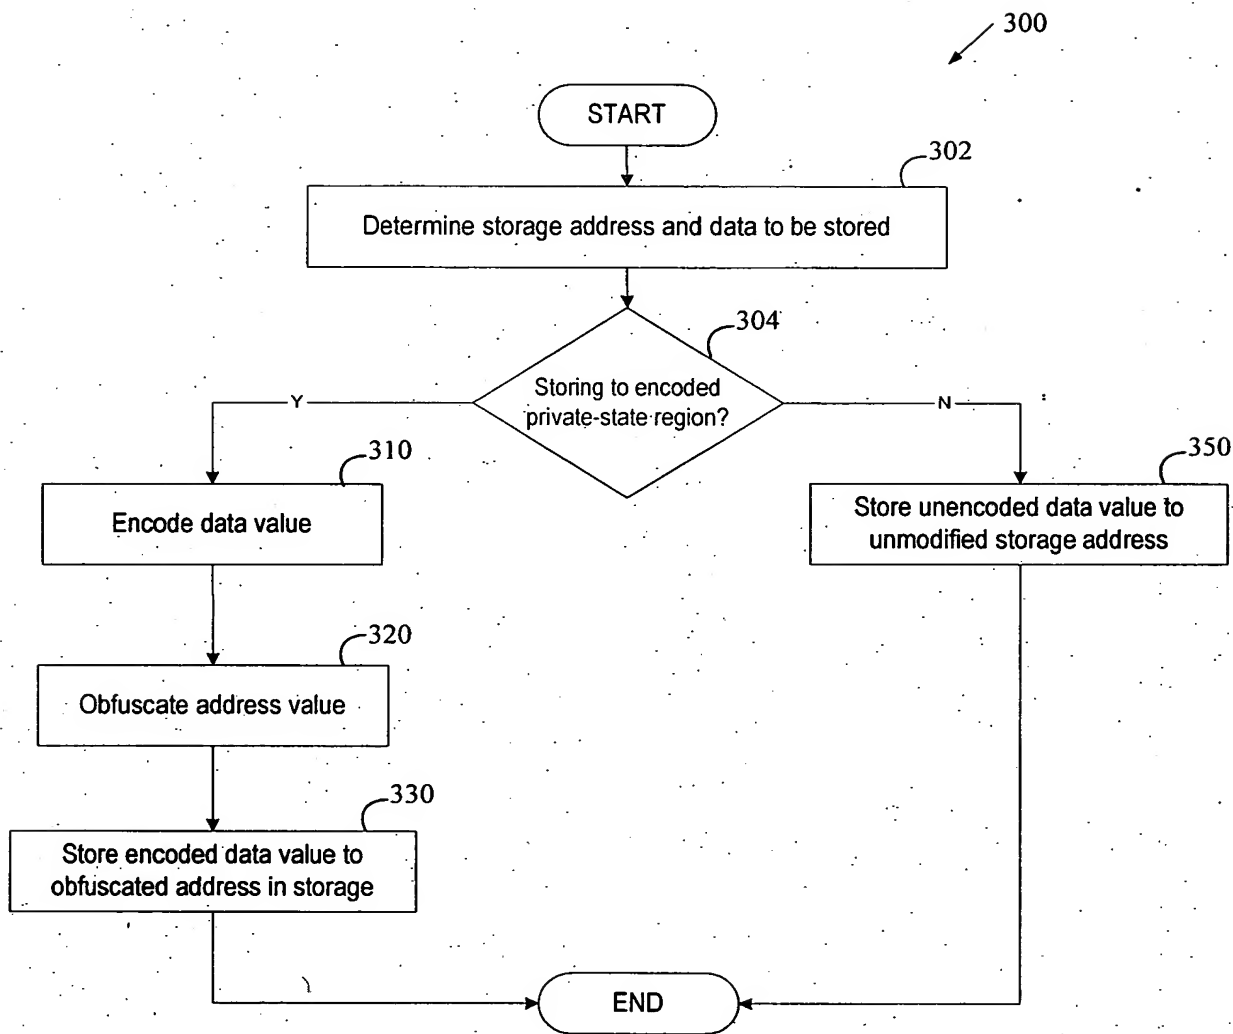 300
START
302
Determine storage address and data to be stored
304
Storing to encoded
private-state region?
Y
N
310
Encode data value
350
Store unencoded data value to
unmodified storage address
320
Obfuscate address value
330
Store encoded data value to
obfuscated address in storage
END